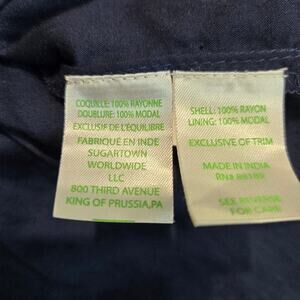 COQUILLE: 100% RAYONNE
DOUBLURE: 100% MODAL
EXCLUSIF DE L'EQUILIBRE
FABRIQUE EN INDE
SUGARTOWN
WORLDWIDE
LLC
800 THIRD AVENUE
KING OF PRUSSIA,PA
SHELL: 100% RAYON
LINING: 100% MODAL
EXCLUSIVE OF TRIM
MADE IN INDIA
RN#
SEE REVERSE
FOR CARE